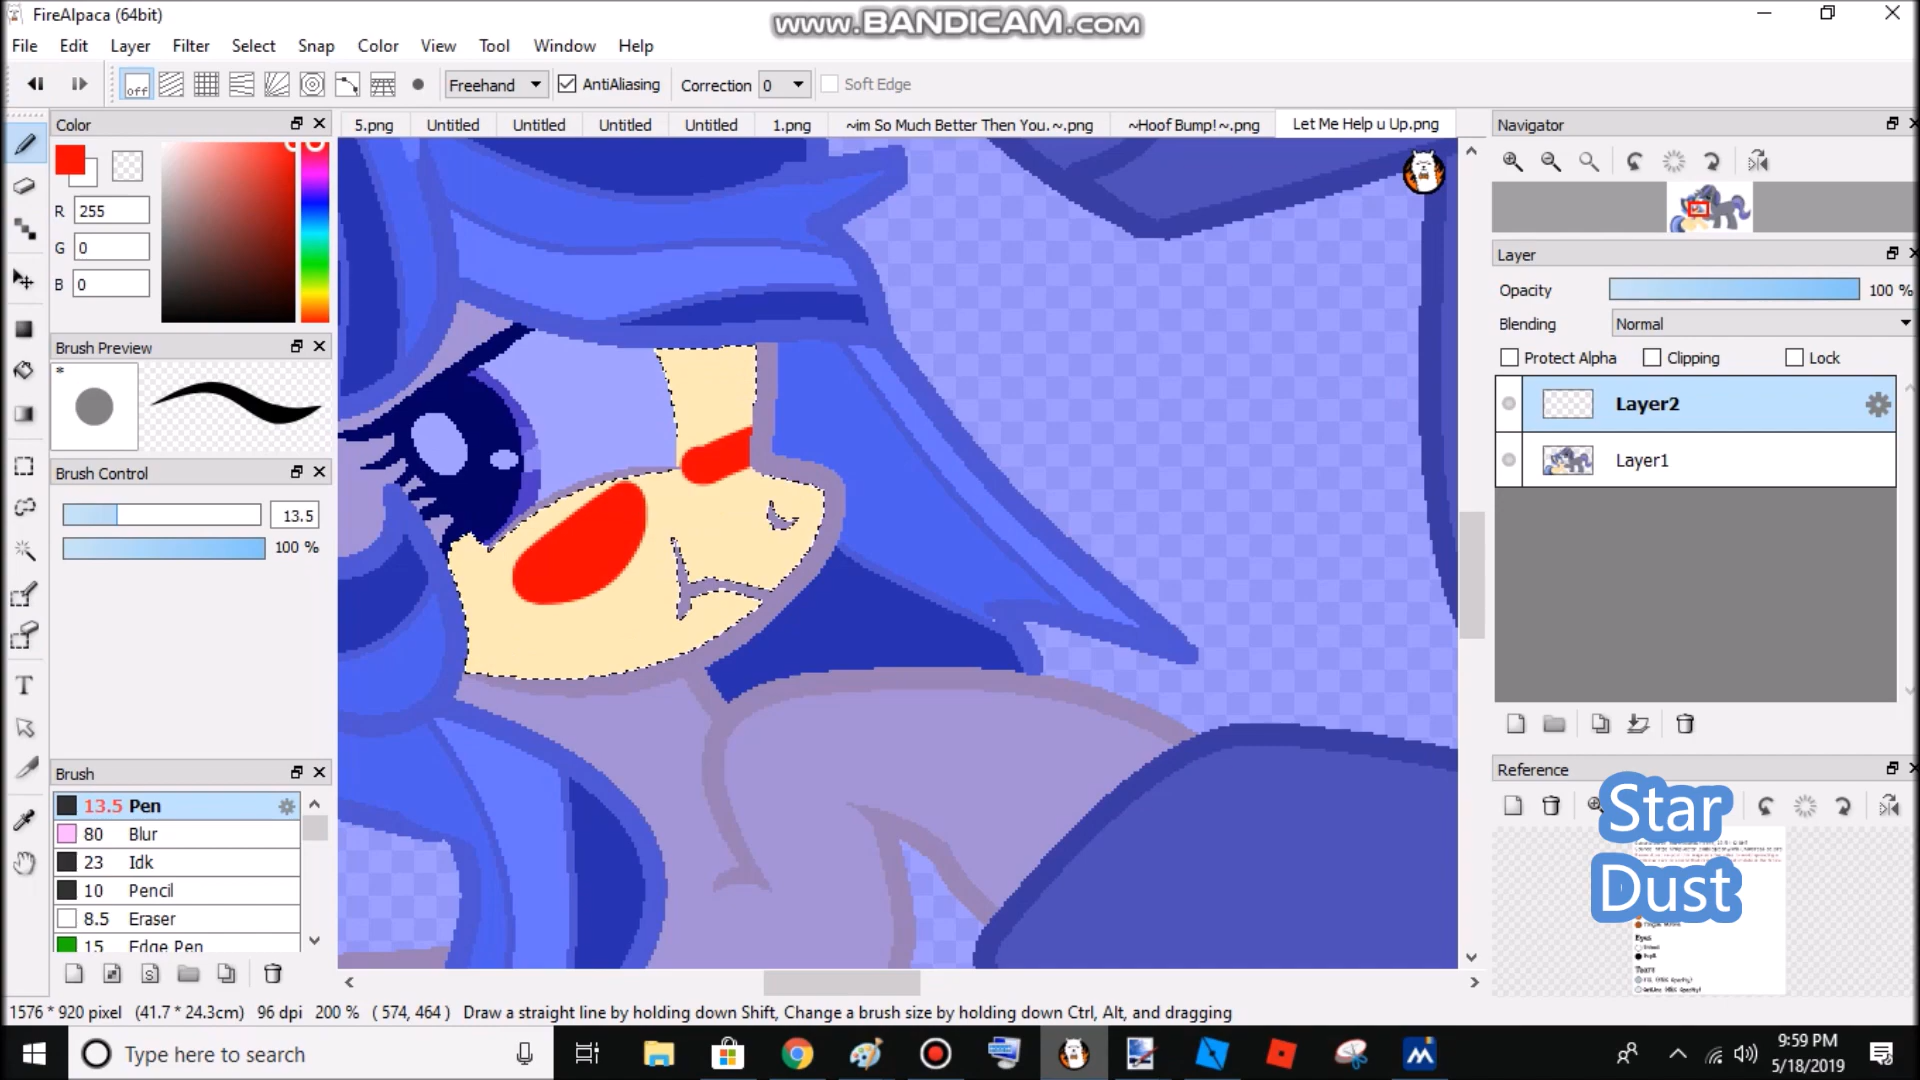 FireAlpaca (64bit)
www.BANDICAM.com
File Edit Layer Filter Select Snap Color View Tool Window Help
off Freehand AntiAliasing Correction 0 Soft Edge
Color
5.png Untitled Untitled Untitled Untitled 1.png ~im So Much Better Then You.~.png ~Hoof Bump!~.png Let Me Help u Up.png
Navigator
R 255
G 0
B 0
Layer
Opacity 100 %
Blending Normal
Protect Alpha Clipping Lock
Layer2
Layer1
Brush Preview
*
Brush Control
13.5
100 %
Brush
13.5 Pen
80 Blur
23 Idk
10 Pencil
8.5 Eraser
15 Edge Pen
Reference
Star
Dust
Eyes
1576 * 920 pixel (41.7 * 24.3cm) 96 dpi 200 % ( 574, 464 ) Draw a straight line by holding down Shift, Change a brush size by holding down Ctrl, Alt, and dragging
Type here to search
9:59 PM
5/18/2019